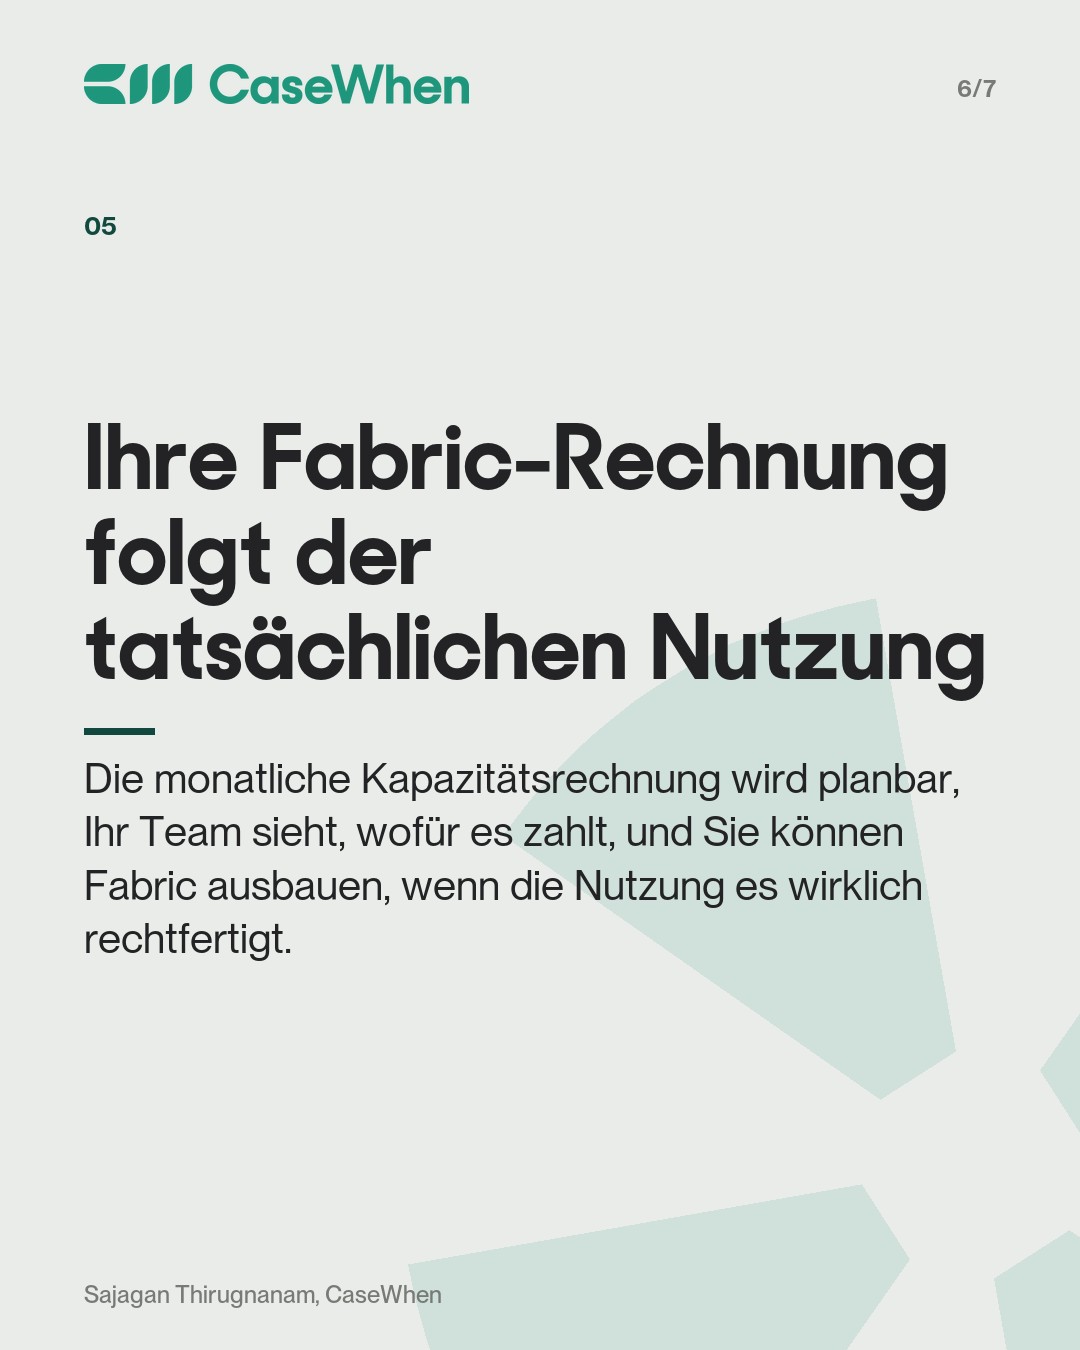 CaseWhen
6/7
05
Ihre Fabric-Rechnung
folgt der
tatsächlichen Nutzung
Die monatliche Kapazitätsrechnung wird planbar,
Ihr Team sieht, wofür es zahlt, und Sie können
Fabric ausbauen, wenn die Nutzung es wirklich
rechtfertigt.
Sajagan Thirugnanam, CaseWhen